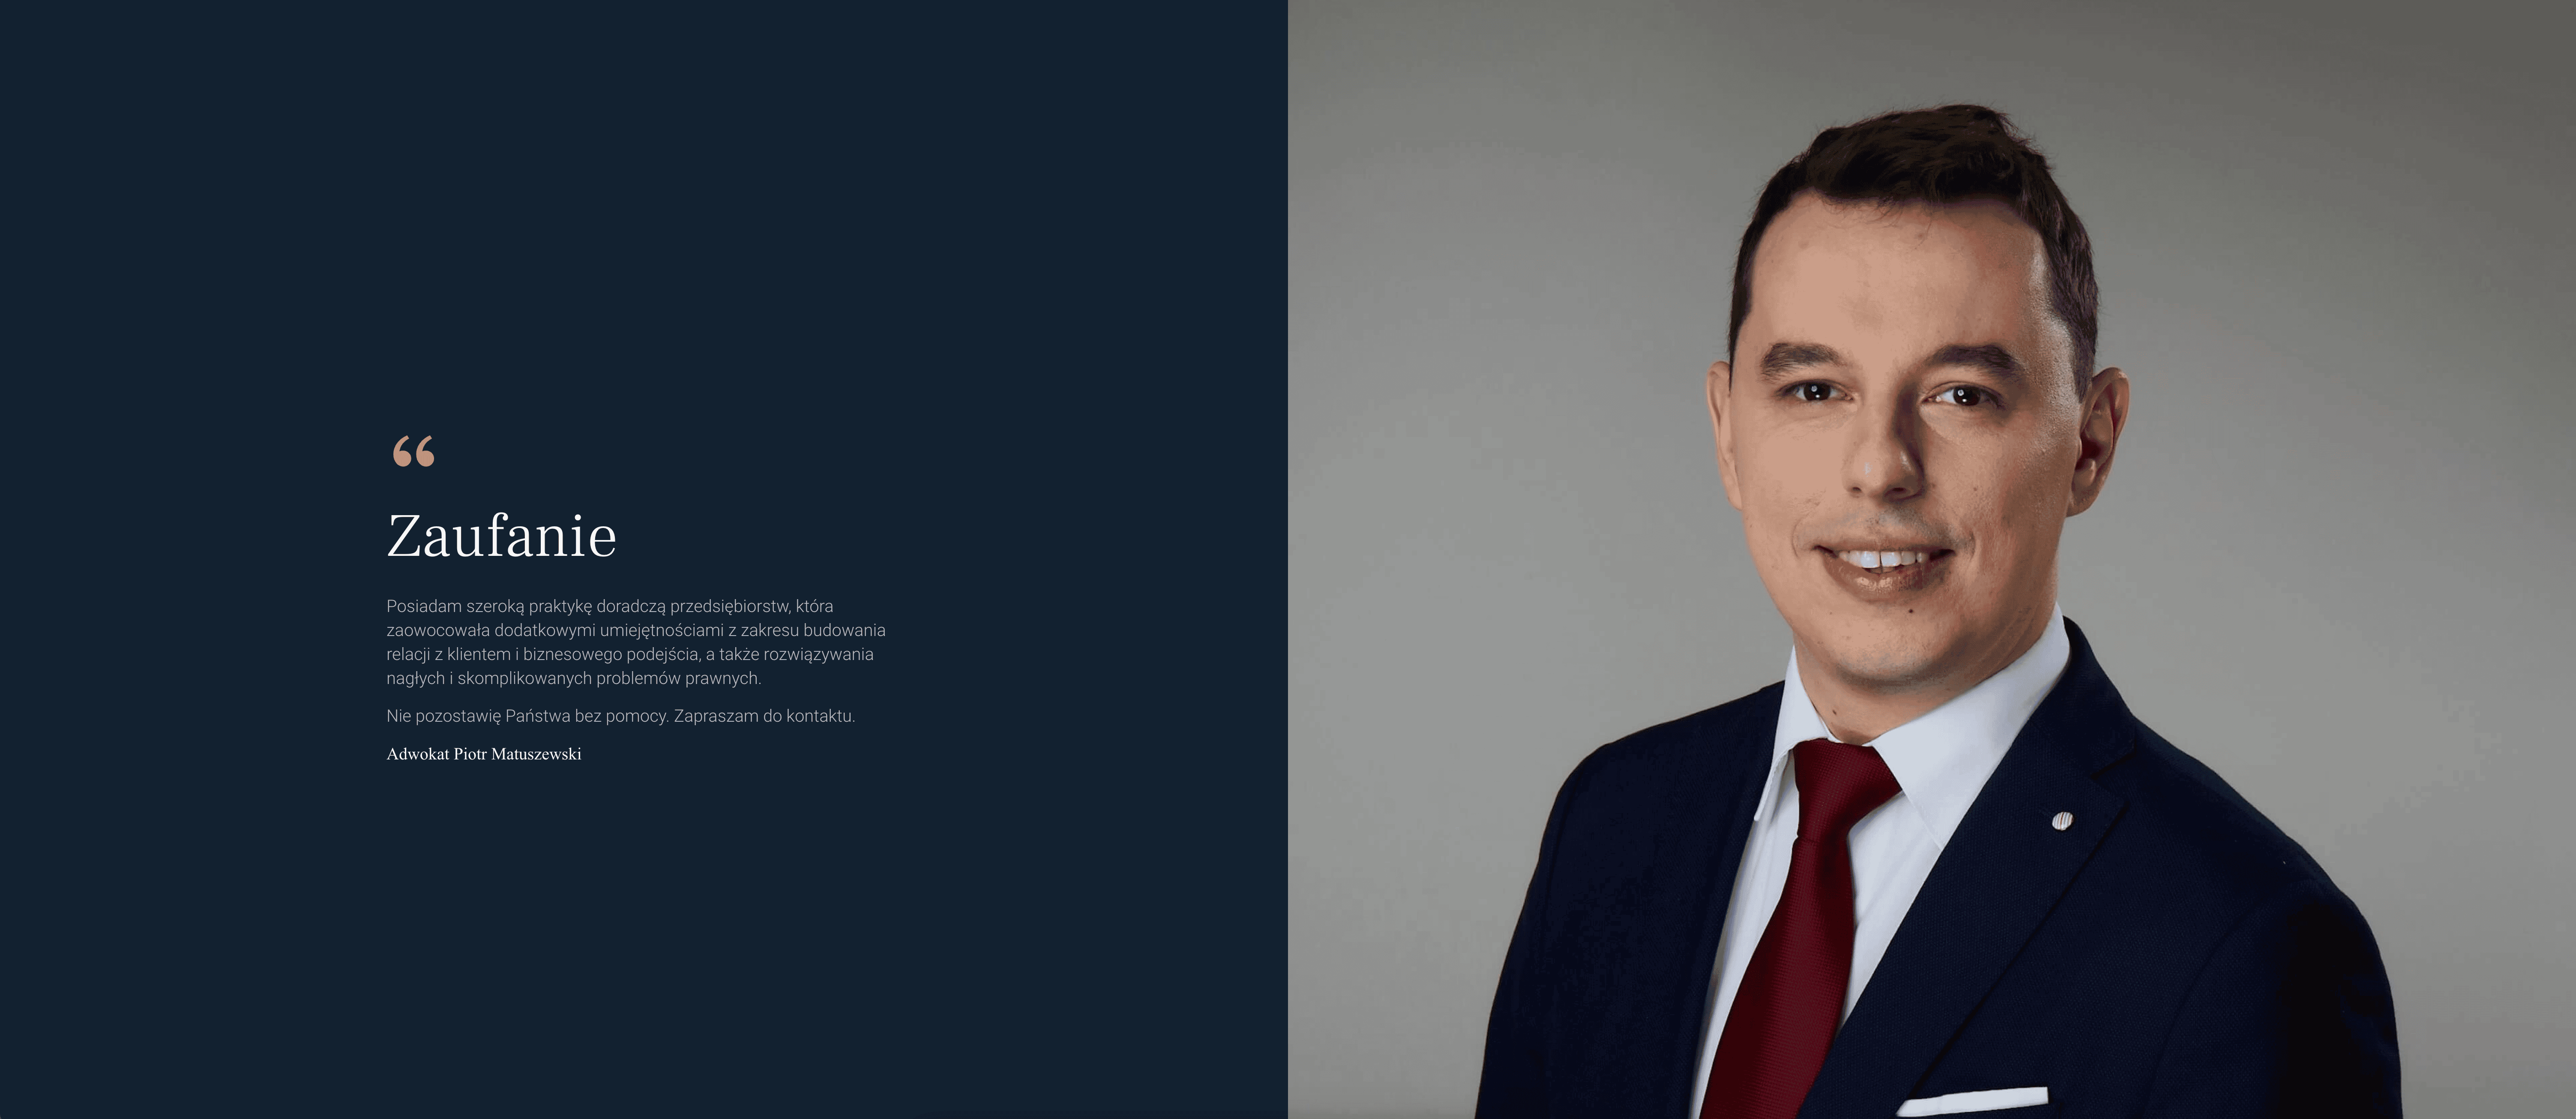 “
Zaufanie
Posiadam szeroką praktykę doradczą przedsiębiorstw, która
zaowocowała dodatkowymi umiejętnościami z zakresu budowania
relacji z klientem i biznesowego podejścia, a także rozwiązywania
nagłych i skomplikowanych problemów prawnych.
Nie pozostawię Państwa bez pomocy. Zapraszam do kontaktu.
Adwokat Piotr Matuszewski